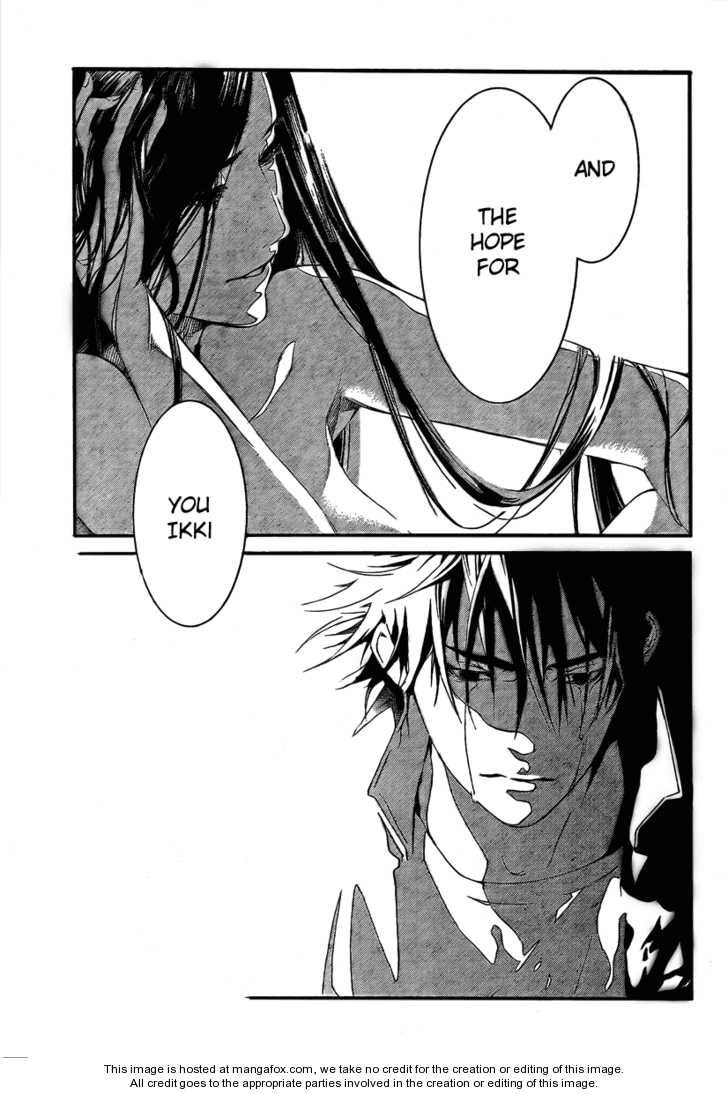 AND
THE
HOPE
FOR
YOU
IKKI
This image is hosted at mangafox.com, we take no credit for the creation or editing of this image.
All credit goes to the appropriate parties involved in the creation or editing of this image.